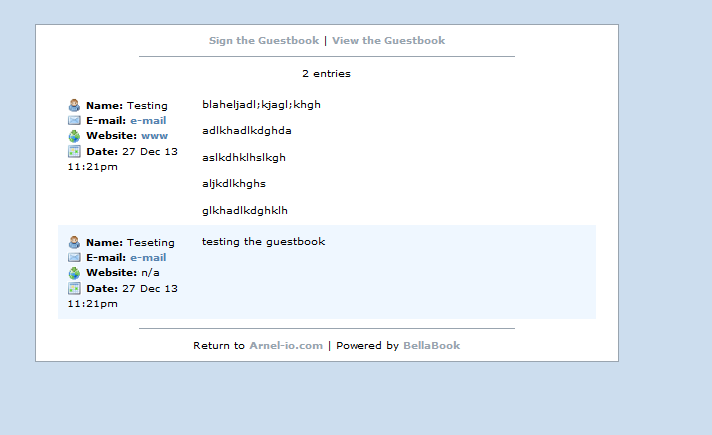 Sign the Guestbook | View the Guestbook
2 entries
Name: Testing
E-mail: e-mail
Website: www
Date: 27 Dec 13
11:21pm
blaheljadl;kjagl;khgh
adlkhadlkdghda
aslkdhklhslkgh
aljkdlkhghs
glkhadlkdghklh
Name: Teseting
E-mail: e-mail
Website: n/a
Date: 27 Dec 13
11:21pm
testing the guestbook
Return to Arnel-io.com | Powered by BellaBook